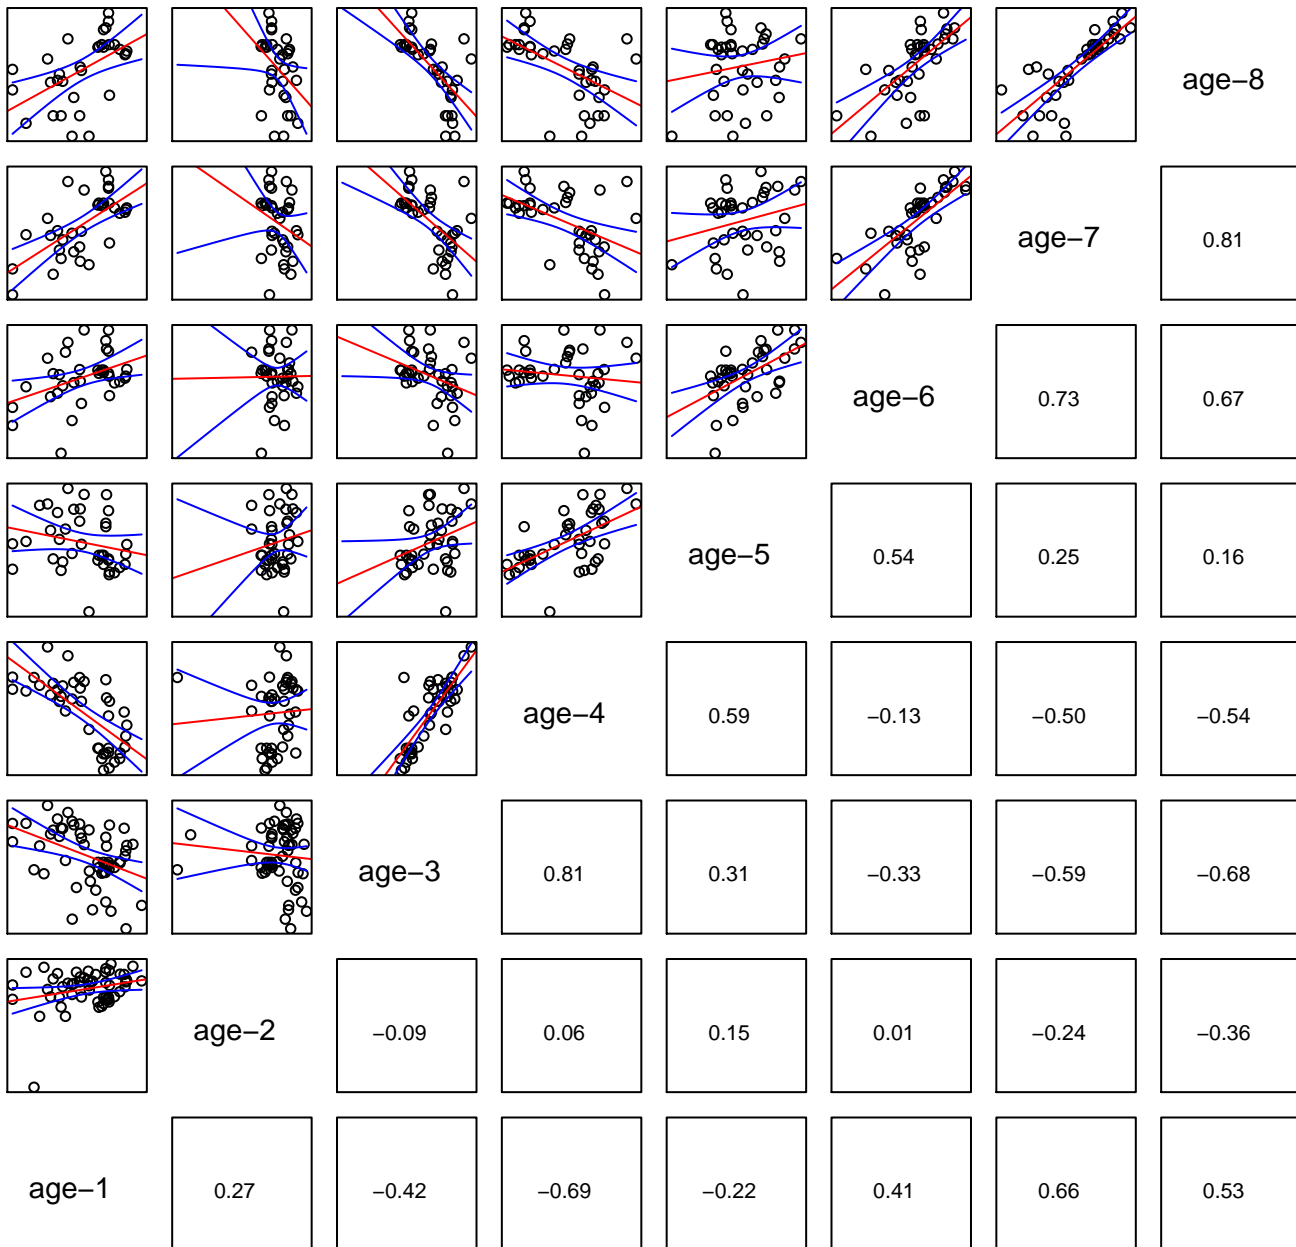 age−8
age−7 0.81
age−6 0.73 0.67
age−5 0.54 0.25 0.16
age−4 0.59 −0.13 −0.50 −0.54
age−3 0.81 0.31 −0.33 −0.59 −0.68
age−2 −0.09 0.06 0.15 0.01 −0.24 −0.36
age−1 0.27 −0.42 −0.69 −0.22 0.41 0.66 0.53